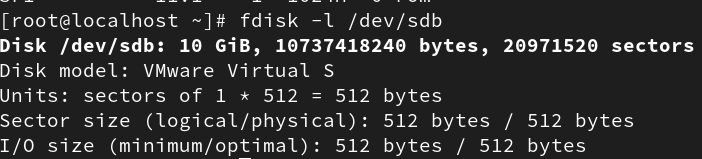 [root@localhost ~]# fdisk -l /dev/sdb
Disk /dev/sdb: 10 GiB, 10737418240 bytes, 20971520 sectors
Disk model: VMware Virtual S
Units: sectors of 1 * 512 = 512 bytes
Sector size (logical/physical): 512 bytes / 512 bytes
I/O size (minimum/optimal): 512 bytes / 512 bytes